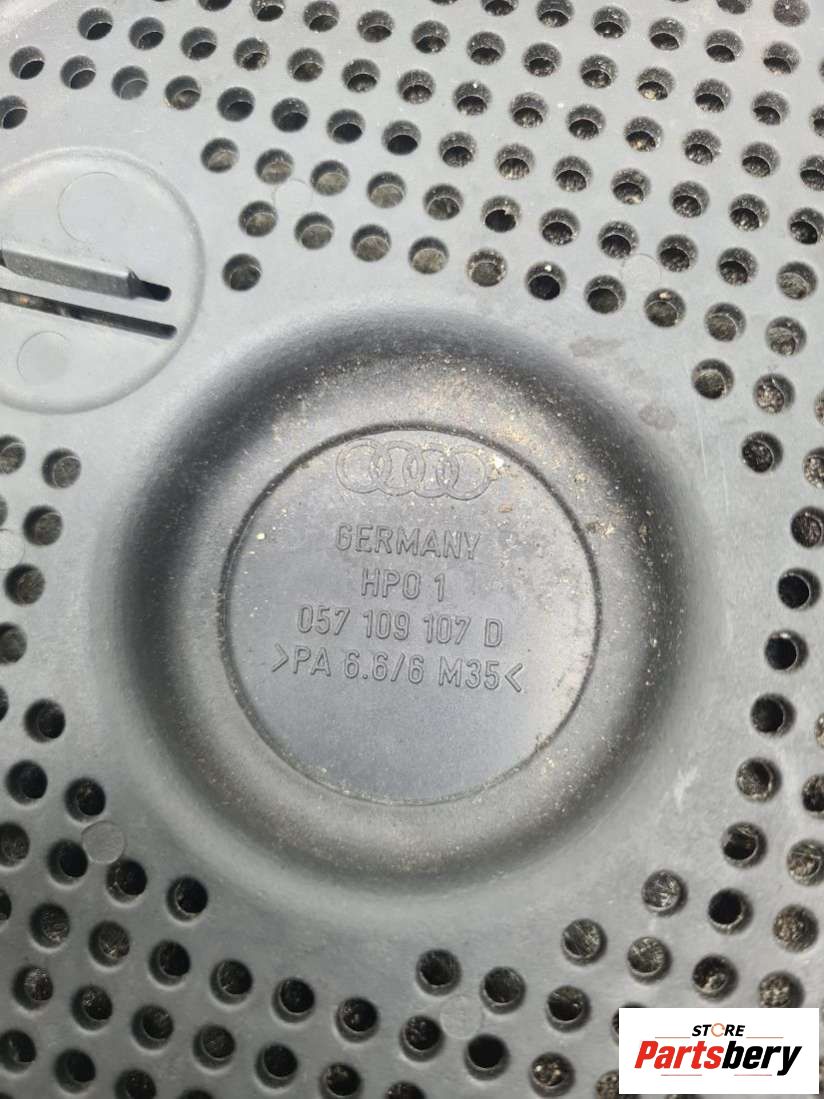 GERMANY
HPO 1
057 109 107 D
>PA 6.6/6 M35<
STORE
Partsbery